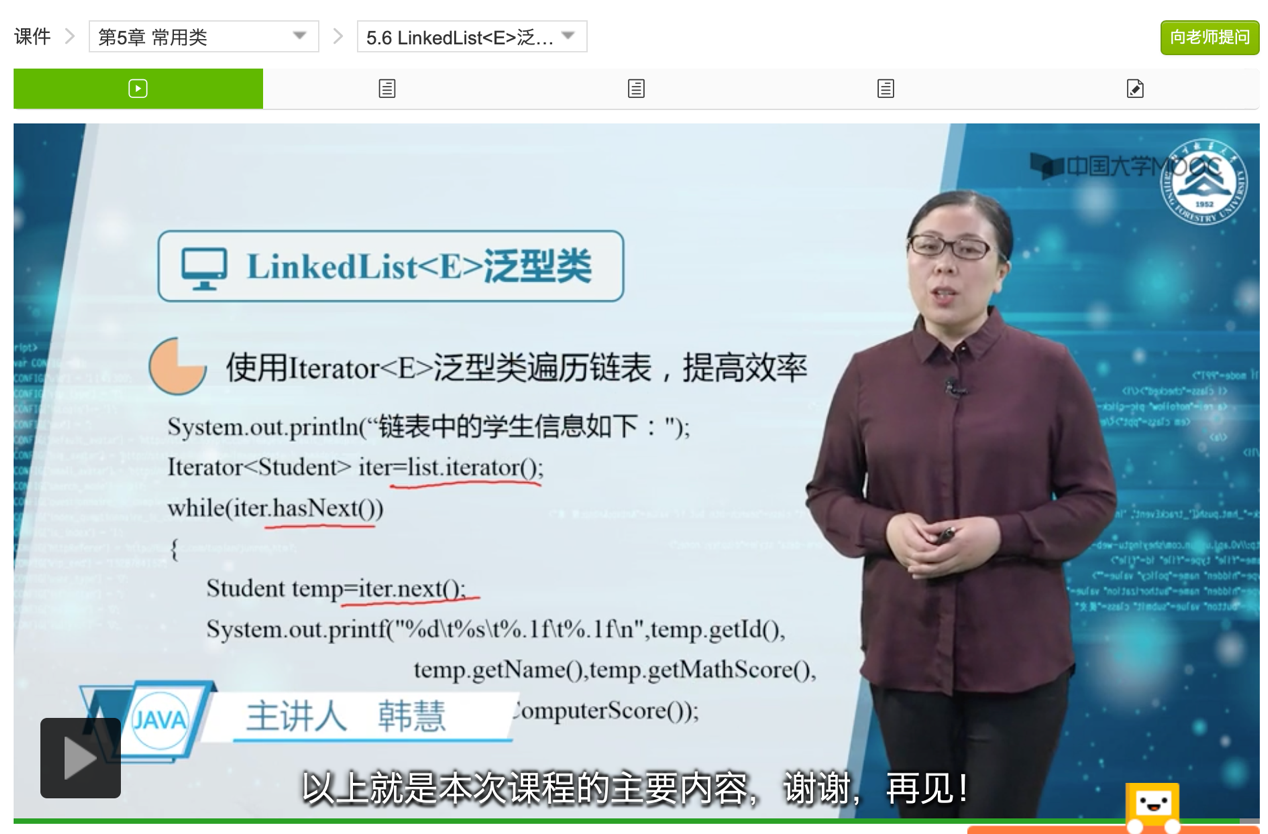 课件
第5章 常用类
5.6 LinkedList<E>泛…
向老师提问
中国大学MOOC
1952
LinkedList<E>泛型类
使用Iterator<E>泛型类遍历链表，提高效率
System.out.println(“链表中的学生信息如下：");
Iterator<Student> iter=list.iterator();
while(iter.hasNext())
{
Student temp=iter.next();
System.out.printf("%d\t%s\t%.1f\t%.1f\n",temp.getId(),
temp.getName(),temp.getMathScore(),
ComputerScore());
JAVA
主讲人 韩慧
以上就是本次课程的主要内容，谢谢，再见！